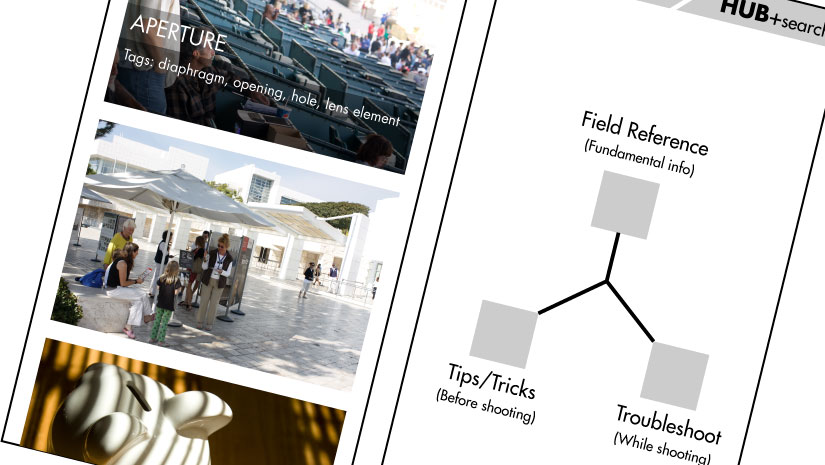 APERTURE
Tags: diaphragm, opening, hole, lens element
HUB+search
Field Reference
(Fundamental info)
Tips/Tricks
(Before shooting)
Troubleshoot
(While shooting)